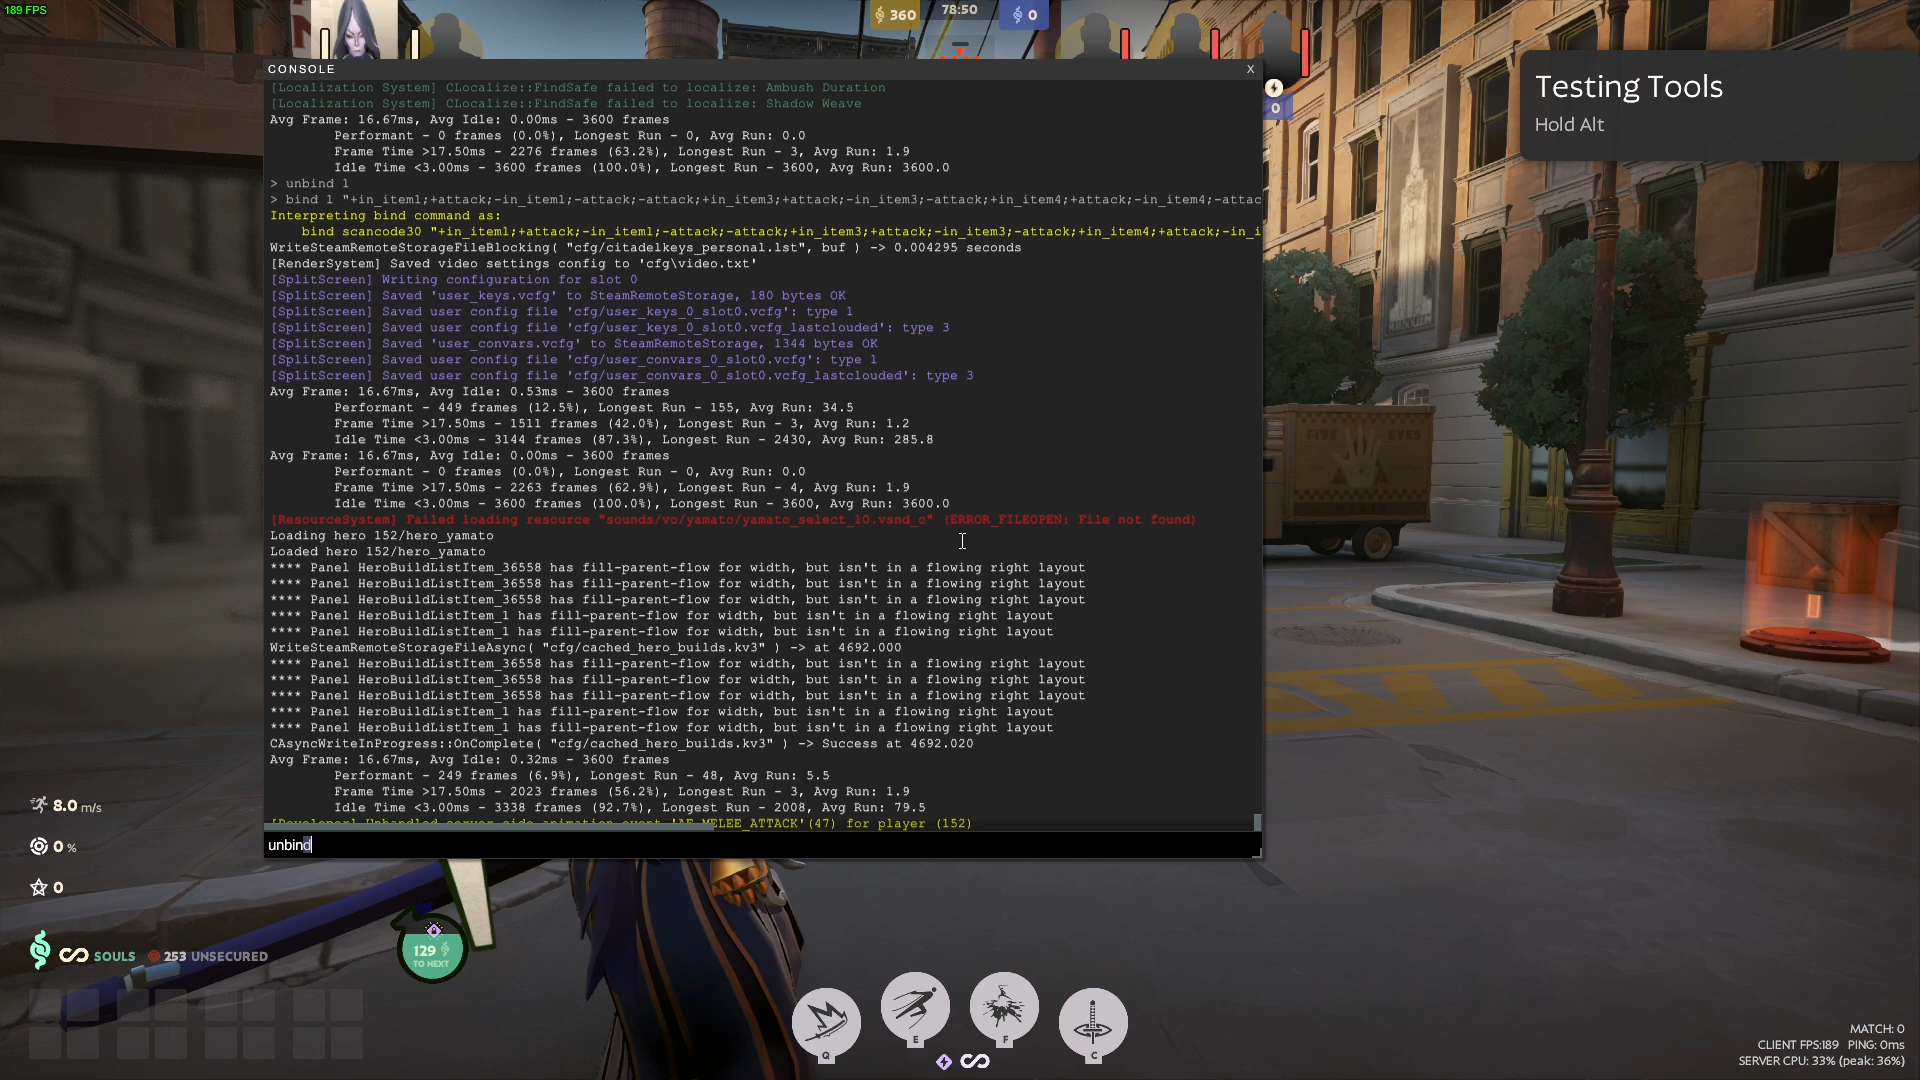 189 FPS
360
78:50
0
CONSOLE
X
[Localization System] CLocalize::FindSafe failed to localize: Ambush Duration
[Localization System] CLocalize::FindSafe failed to localize: Shadow Weave
Avg Frame: 16.67ms, Avg Idle: 0.00ms - 3600 frames
Performant - 0 frames (0.0%), Longest Run - 0, Avg Run: 0.0
Frame Time >17.50ms - 2276 frames (63.2%), Longest Run - 3, Avg Run: 1.9
Idle Time <3.00ms - 3600 frames (100.0%), Longest Run - 3600, Avg Run: 3600.0
> unbind 1
> bind 1 "+in_item1;+attack;-in_item1;-attack;-attack;+in_item3;+attack;-in_item3;-attack;+in_item4;+attack;-in_item4;-attac
Interpreting bind command as:
bind scancode30 "+in_item1;+attack;-in_item1;-attack;-attack;+in_item3;+attack;-in_item3;-attack;+in_item4;+attack;-in_i
WriteSteamRemoteStorageFileBlocking( "cfg/citadelkeys_personal.lst", buf ) -> 0.004295 seconds
[RenderSystem] Saved video settings config to 'cfg\video.txt'
[SplitScreen] Writing configuration for slot 0
[SplitScreen] Saved 'user_keys.vcfg' to SteamRemoteStorage, 180 bytes OK
[SplitScreen] Saved user config file 'cfg/user_keys_0_slot0.vcfg': type 1
[SplitScreen] Saved user config file 'cfg/user_keys_0_slot0.vcfg_lastclouded': type 3
[SplitScreen] Saved 'user_convars.vcfg' to SteamRemoteStorage, 1344 bytes OK
[SplitScreen] Saved user config file 'cfg/user_convars_0_slot0.vcfg': type 1
[SplitScreen] Saved user config file 'cfg/user_convars_0_slot0.vcfg_lastclouded': type 3
Avg Frame: 16.67ms, Avg Idle: 0.53ms - 3600 frames
Performant - 449 frames (12.5%), Longest Run - 155, Avg Run: 34.5
Frame Time >17.50ms - 1511 frames (42.0%), Longest Run - 3, Avg Run: 1.2
Idle Time <3.00ms - 3144 frames (87.3%), Longest Run - 2430, Avg Run: 285.8
Avg Frame: 16.67ms, Avg Idle: 0.00ms - 3600 frames
Performant - 0 frames (0.0%), Longest Run - 0, Avg Run: 0.0
Frame Time >17.50ms - 2263 frames (62.9%), Longest Run - 4, Avg Run: 1.9
Idle Time <3.00ms - 3600 frames (100.0%), Longest Run - 3600, Avg Run: 3600.0
[ResourceSystem] Failed loading resource "sounds/vo/yamato/yamato_select_10.vsnd_c" (ERROR_FILEOPEN: File not found)
Loading hero 152/hero_yamato
Loaded hero 152/hero_yamato
**** Panel HeroBuildListItem_36558 has fill-parent-flow for width, but isn't in a flowing right layout
**** Panel HeroBuildListItem_36558 has fill-parent-flow for width, but isn't in a flowing right layout
**** Panel HeroBuildListItem_36558 has fill-parent-flow for width, but isn't in a flowing right layout
**** Panel HeroBuildListItem_1 has fill-parent-flow for width, but isn't in a flowing right layout
**** Panel HeroBuildListItem_1 has fill-parent-flow for width, but isn't in a flowing right layout
WriteSteamRemoteStorageFileAsync( "cfg/cached_hero_builds.kv3" ) -> at 4692.000
**** Panel HeroBuildListItem_36558 has fill-parent-flow for width, but isn't in a flowing right layout
**** Panel HeroBuildListItem_36558 has fill-parent-flow for width, but isn't in a flowing right layout
**** Panel HeroBuildListItem_36558 has fill-parent-flow for width, but isn't in a flowing right layout
**** Panel HeroBuildListItem_1 has fill-parent-flow for width, but isn't in a flowing right layout
**** Panel HeroBuildListItem_1 has fill-parent-flow for width, but isn't in a flowing right layout
CAsyncWriteInProgress::OnComplete( "cfg/cached_hero_builds.kv3" ) -> Success at 4692.020
Avg Frame: 16.67ms, Avg Idle: 0.32ms - 3600 frames
Performant - 249 frames (6.9%), Longest Run - 48, Avg Run: 5.5
Frame Time >17.50ms - 2023 frames (56.2%), Longest Run - 3, Avg Run: 1.9
Idle Time <3.00ms - 3338 frames (92.7%), Longest Run - 2008, Avg Run: 79.5
[Developer] Unhandled server-side animation event 'AE_MELEE_ATTACK'(47) for player (152)
unbind
0
Testing Tools
Hold Alt
FIVE EYES
8.0 m/s
0 %
0
SOULS
253 UNSECURED
129
TO NEXT
Q
E
F
C
MATCH: 0
CLIENT FPS:189 PING: 0ms
SERVER CPU: 33% (peak: 36%)